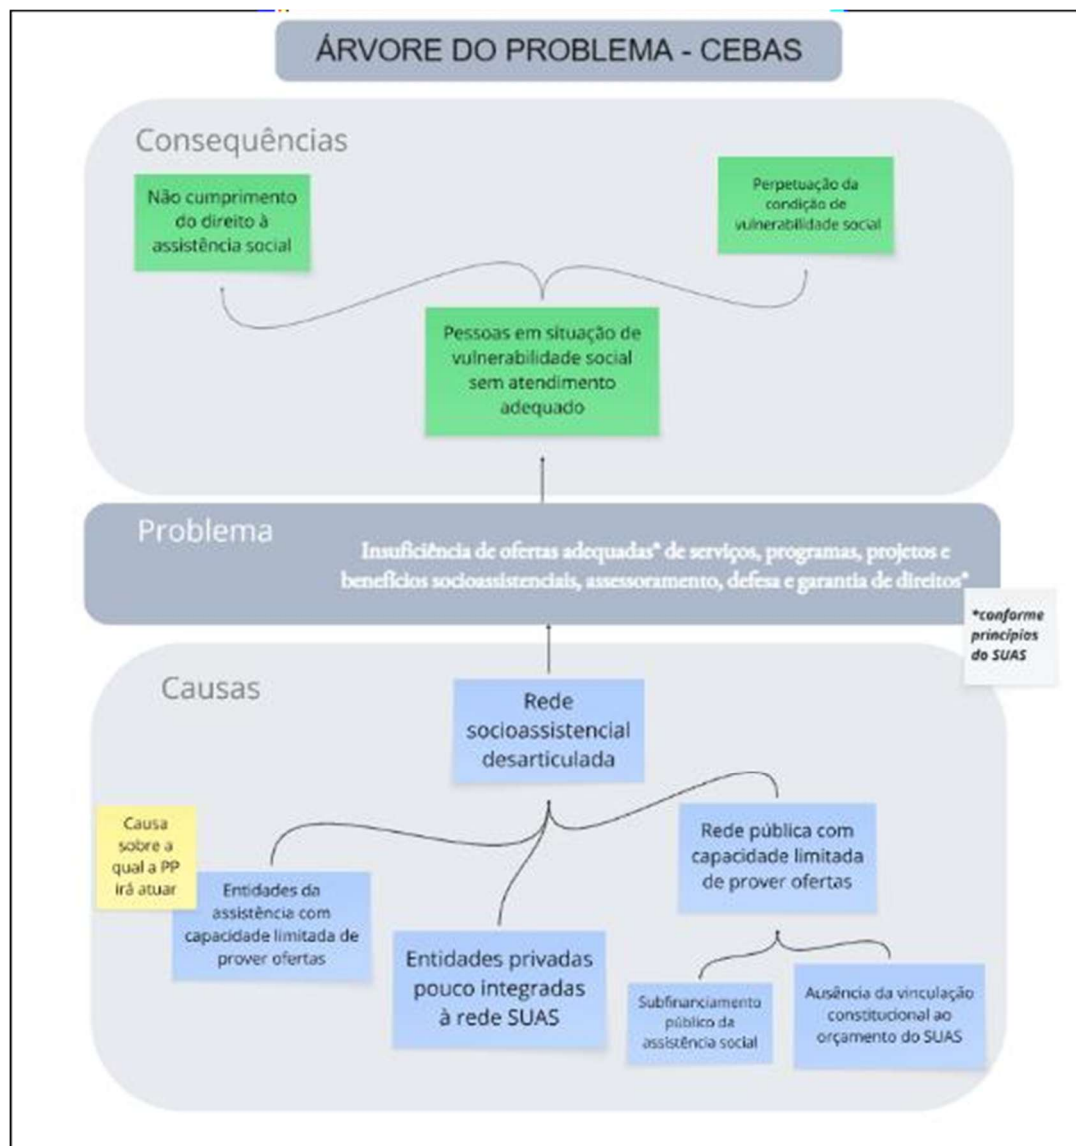 ÁRVORE DO PROBLEMA - CEBAS
Consequências
Não cumprimento
do direito à
assistência social
Perpetuação da
condição de
vulnerabilidade social
Pessoas em situação de
vulnerabilidade social
sem atendimento
adequado
Problema
Insuficiência de ofertas adequadas* de serviços, programas, projetos e
benefícios socioassistenciais, assessoramento, defesa e garantia de direitos*
*conforme
princípios
do SUAS
Causas
Rede
socioassistencial
desarticulada
Causa
sobre a
qual a PP
irá atuar
Entidades da
assistência com
capacidade limitada de
prover ofertas
Entidades privadas
pouco integradas
à rede SUAS
Rede pública com
capacidade limitada
de prover ofertas
Subfinanciamento
público da
assistência social
Ausência da vinculação
constitucional ao
orçamento do SUAS